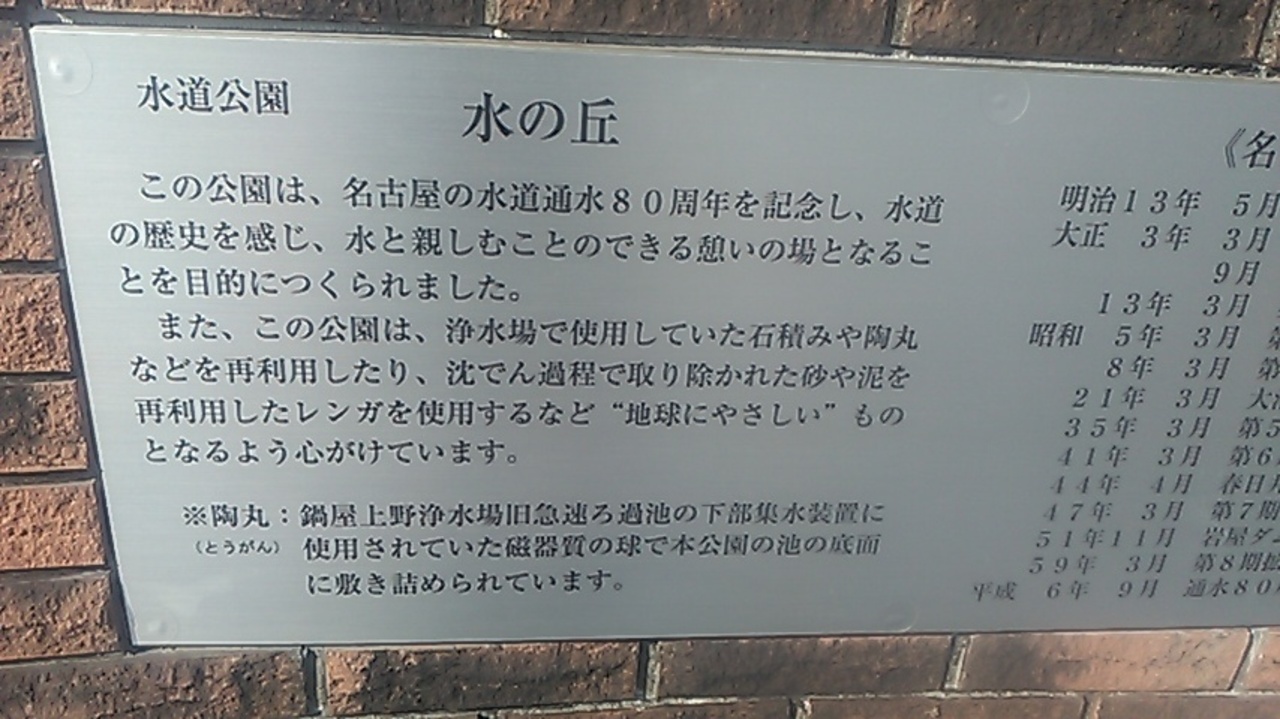 水道公園 水の丘
この公園は、名古屋の水道通水８０周年を記念し、水道
の歴史を感じ、水と親しむことのできる憩いの場となるこ
とを目的につくられました。
また、この公園は、浄水場で使用していた石積みや陶丸
などを再利用したり、沈でん過程で取り除かれた砂や泥を
再利用したレンガを使用するなど“地球にやさしい”もの
となるよう心がけています。
※陶丸：鍋屋上野浄水場旧急速ろ過池の下部集水装置に
（とうがん） 使用されていた磁器質の球で本公園の池の底面
に敷き詰められています。
《名
明治１３年 ５月
大正 ３年 ３月
９月
１３年 ３月
昭和 ５年 ３月 第
８年 ３月 第
２１年 ３月 大
３５年 ３月 第５
４１年 ３月 第６
４４年 ４月 春日
４７年 ３月 第７期
５１年１１月 岩屋ダ
５９年 ３月 第８期拡
平成 ６年 ９月 通水８０